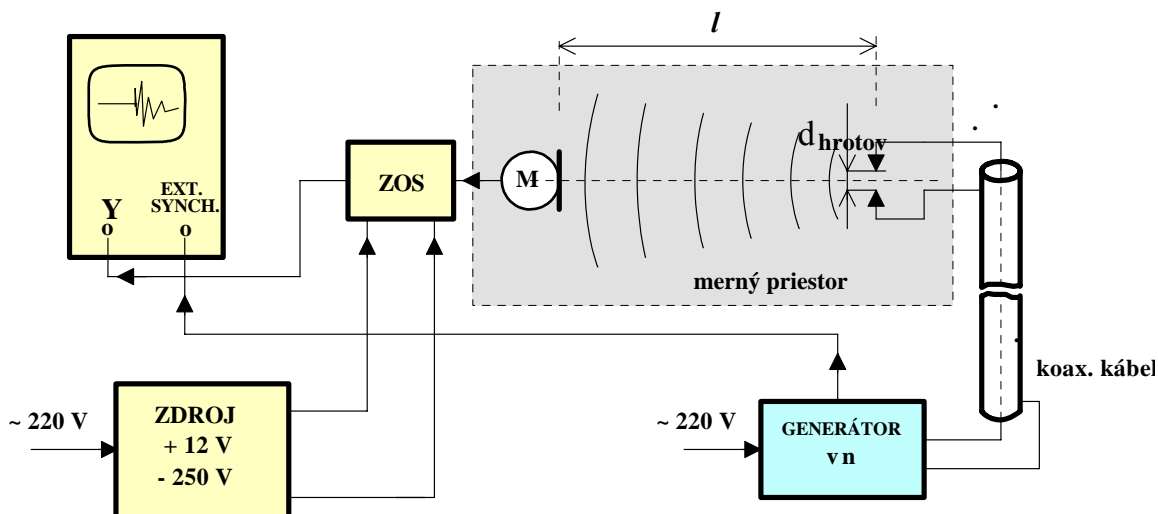 l
d hrotov
EXT.
SYNCH.
Y
o
o
ZOS
M
merný priestor
koax. kábel
~ 220 V
ZDROJ
+ 12 V
- 250 V
~ 220 V
GENERÁTOR
v n